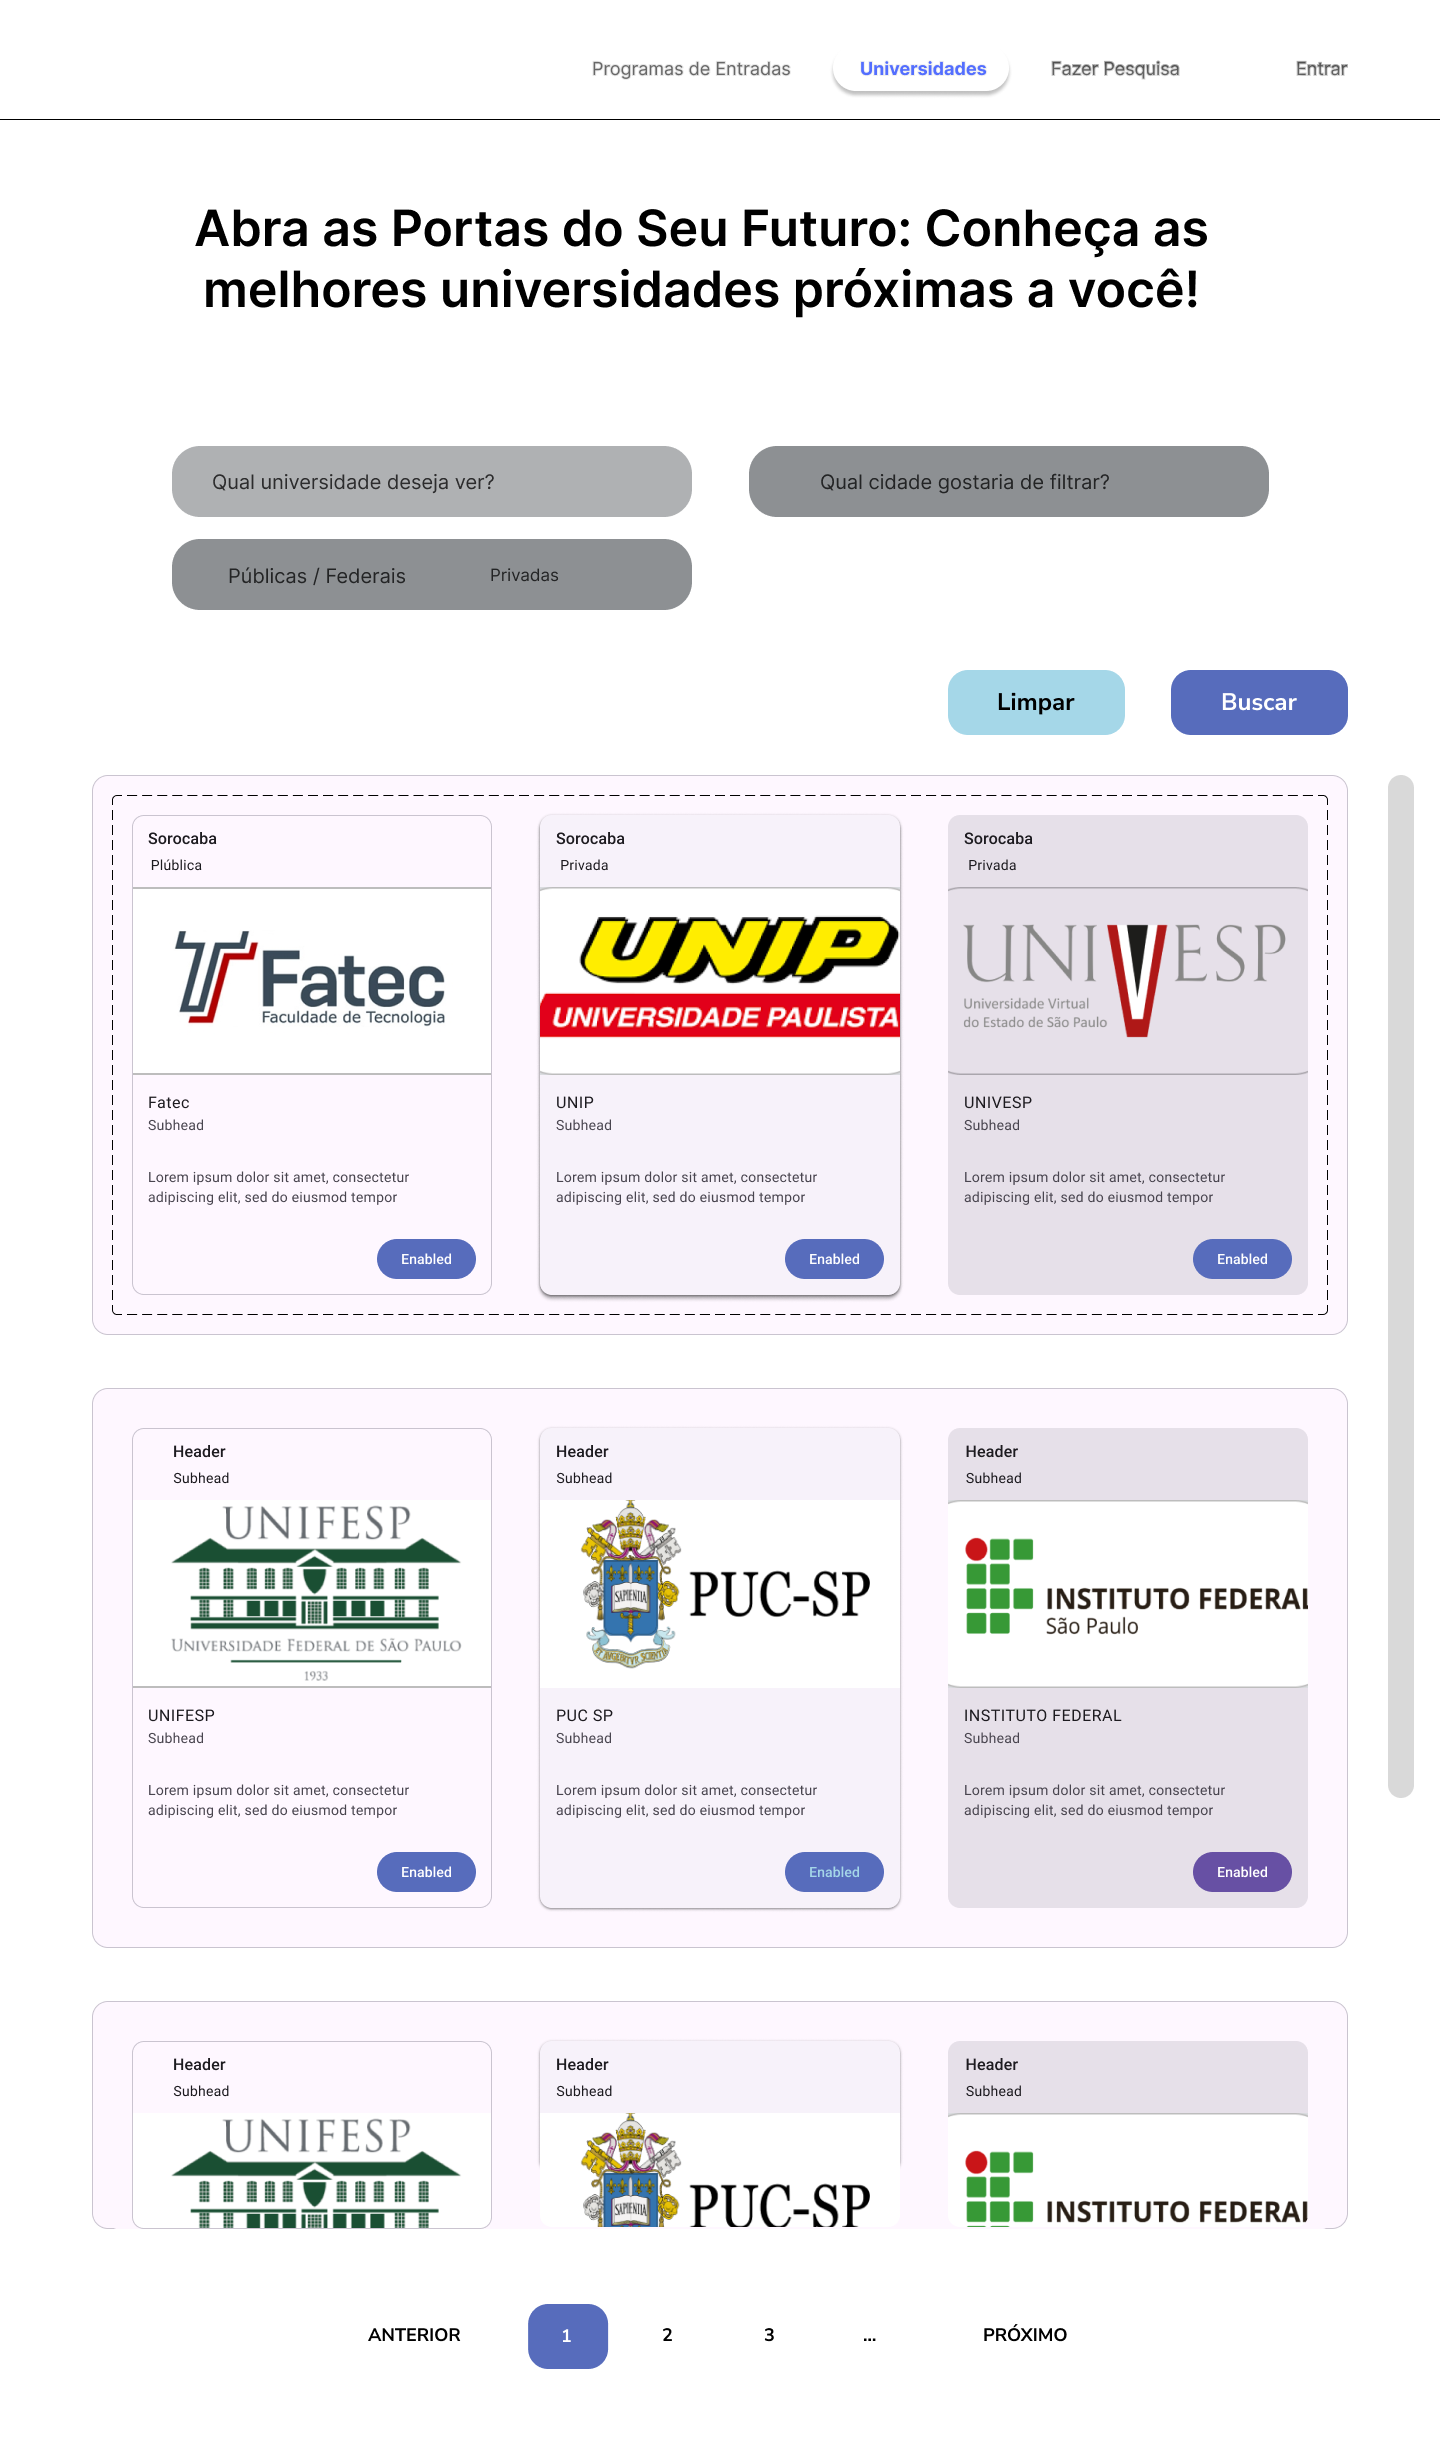 Programas de Entradas
Universidades
Fazer Pesquisa
Entrar
Abra as Portas do Seu Futuro: Conheça as
melhores universidades próximas a você!
Qual universidade deseja ver?
Qual cidade gostaria de filtrar?
Públicas / Federais
Privadas
Limpar
Buscar
Sorocaba
Plública
Fatec
Faculdade de Tecnologia
Fatec
Subhead
Lorem ipsum dolor sit amet, consectetur
adipiscing elit, sed do eiusmod tempor
Enabled
Sorocaba
Privada
UNIP
UNIVERSIDADE PAULISTA
UNIP
Subhead
Lorem ipsum dolor sit amet, consectetur
adipiscing elit, sed do eiusmod tempor
Enabled
Sorocaba
Privada
UNIVESP
Universidade Virtual
do Estado de São Paulo
UNIVESP
Subhead
Lorem ipsum dolor sit amet, consectetur
adipiscing elit, sed do eiusmod tempor
Enabled
Header
Subhead
UNIFESP
UNIVERSIDADE FEDERAL DE SÃO PAULO
1933
UNIFESP
Subhead
Lorem ipsum dolor sit amet, consectetur
adipiscing elit, sed do eiusmod tempor
Enabled
Header
Subhead
SAPIENTIA
PUC-SP
PUC SP
Subhead
Lorem ipsum dolor sit amet, consectetur
adipiscing elit, sed do eiusmod tempor
Enabled
Header
Subhead
INSTITUTO FEDERAL
São Paulo
INSTITUTO FEDERAL
Subhead
Lorem ipsum dolor sit amet, consectetur
adipiscing elit, sed do eiusmod tempor
Enabled
Header
Subhead
UNIFESP
Header
Subhead
SAPIENTIA
PUC-SP
Header
Subhead
INSTITUTO FEDERAL
ANTERIOR
1
2
3
...
PRÓXIMO